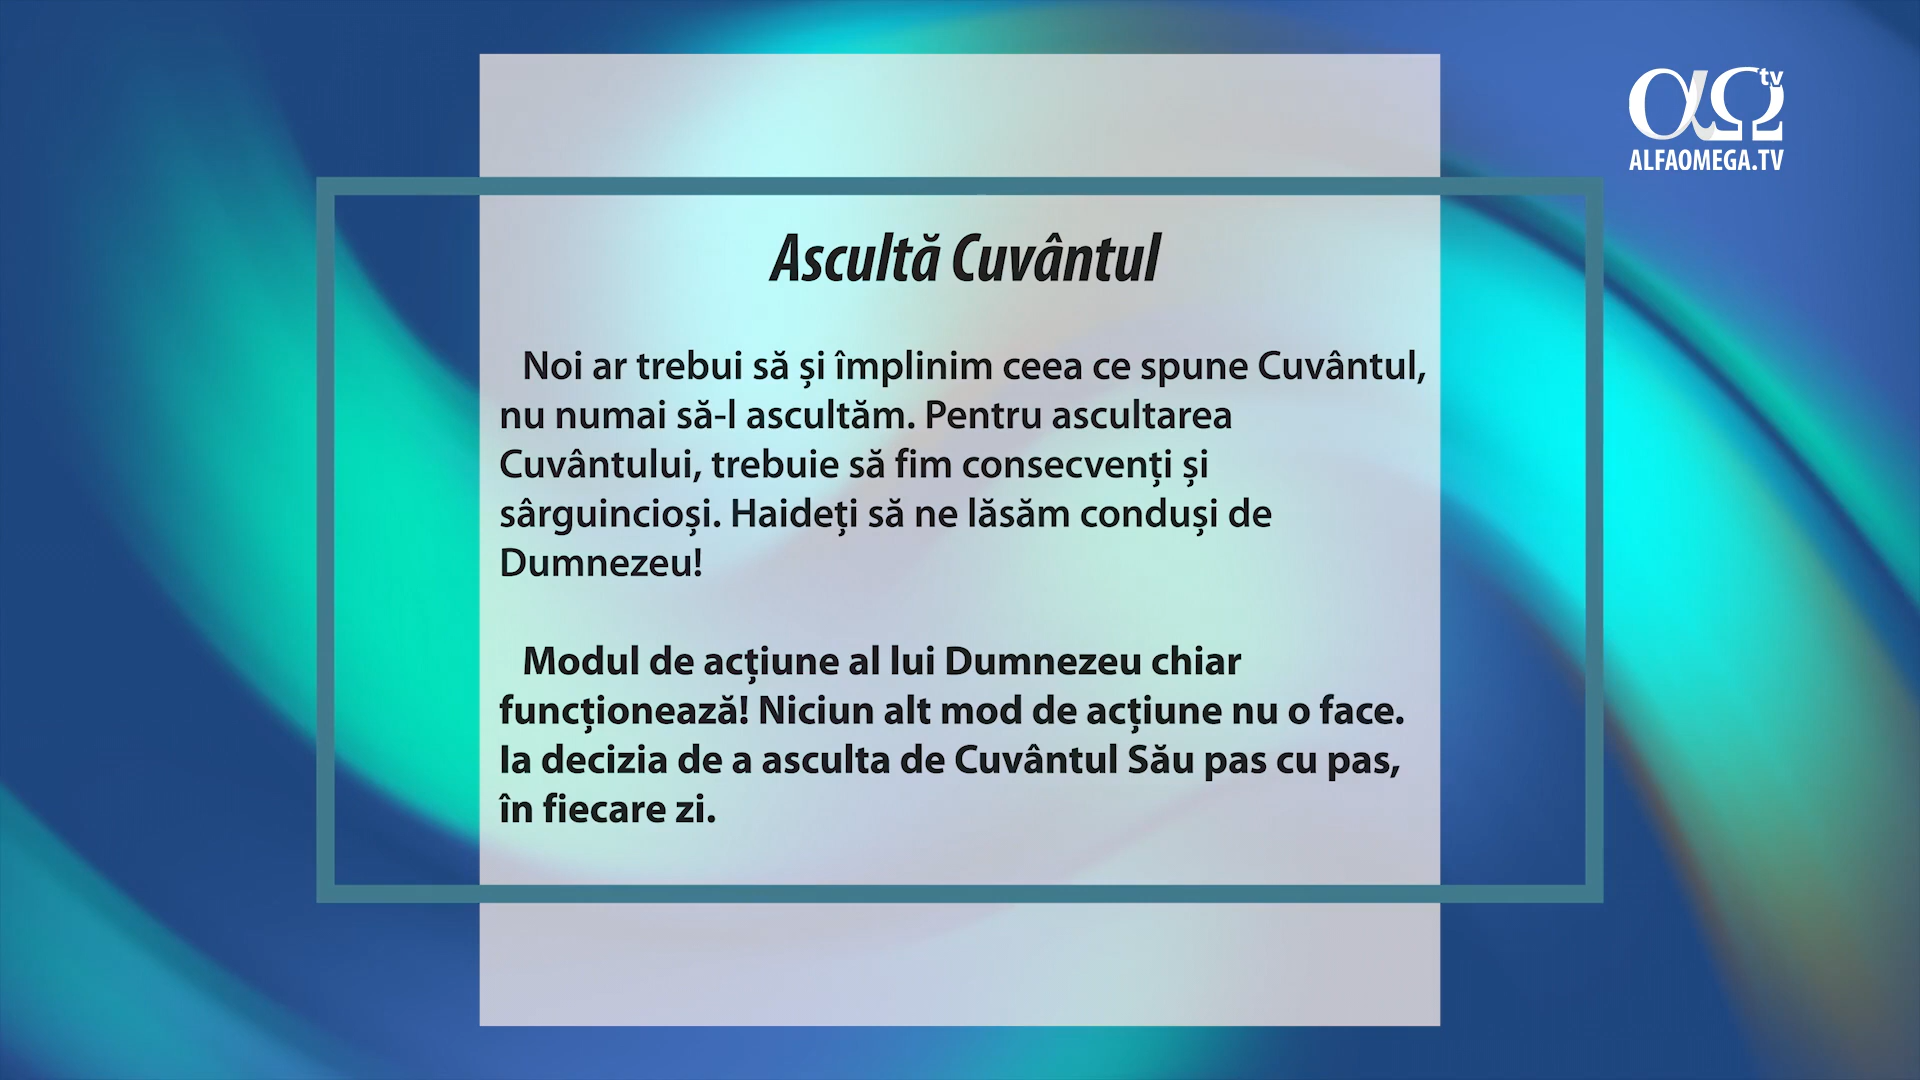 αΩ tv
ALFAOMEGA.TV
Ascultă Cuvântul
Noi ar trebui să și împlinim ceea ce spune Cuvântul,
nu numai să-l ascultăm. Pentru ascultarea
Cuvântului, trebuie să fim consecvenți și
sârguincioși. Haideți să ne lăsăm conduși de
Dumnezeu!
Modul de acțiune al lui Dumnezeu chiar
funcționează! Niciun alt mod de acțiune nu o face.
Ia decizia de a asculta de Cuvântul Său pas cu pas,
în fiecare zi.